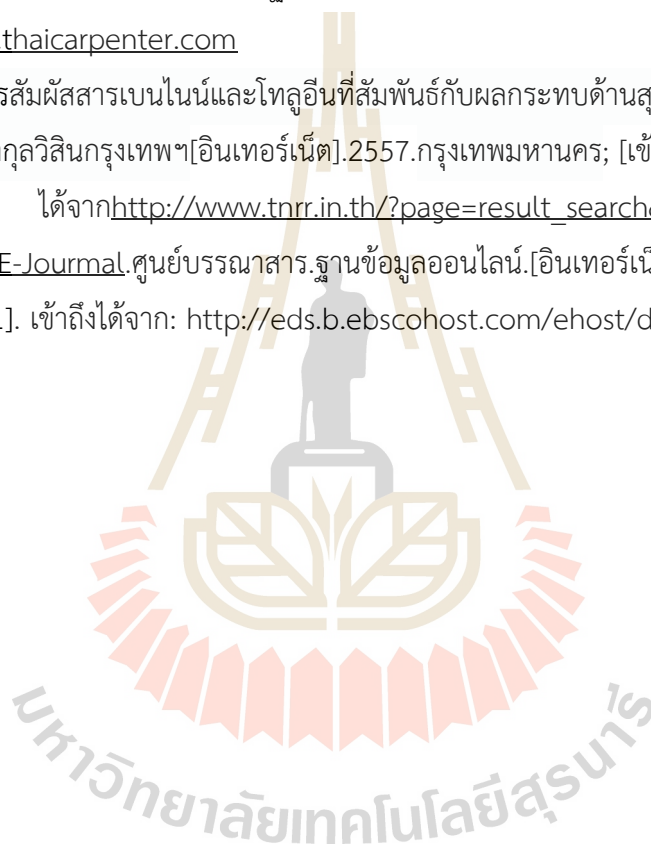 .thaicarpenter.com
รสัมผัสสารเบนไนน์และโทลูอีนที่สัมพันธ์กับผลกระทบด้านสุ
กุลวิสินกรุงเทพฯ[อินเทอร์เน็ต].2557.กรุงเทพมหานคร; [เข้
ได้จากhttp://www.tnrr.in.th/?page=result_search
E-Jourmal.ศูนย์บรรณาสาร.ฐานข้อมูลออนไลน์.[อินเทอร์เน็
]. เข้าถึงได้จาก: http://eds.b.ebscohost.com/ehost/d
มหาวิทยาลัยเทคโนโลยีสุรนารี